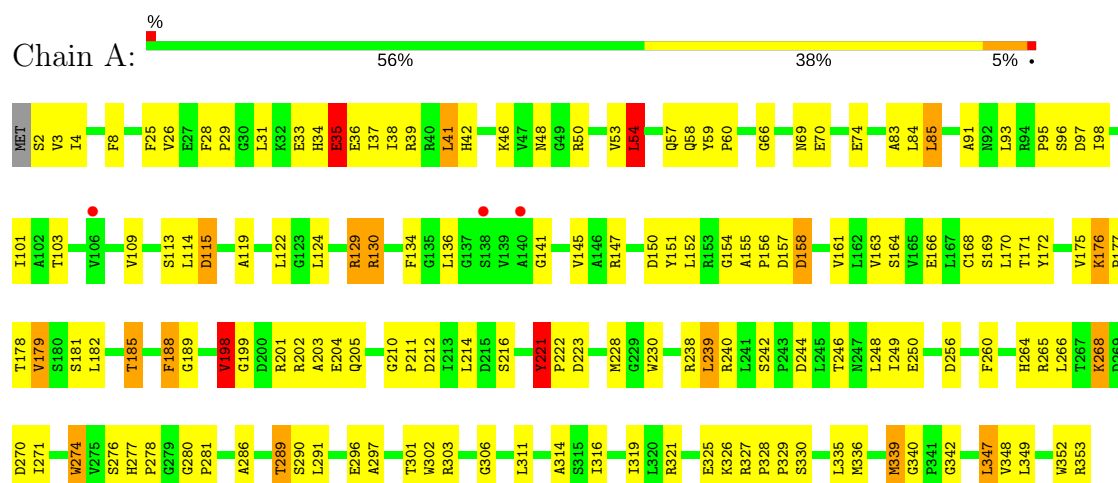 %
Chain A:
56% 38% 5% •
MET S2 V3 I4 F8 F25 V26 E27 F28 P29 G30 L31 K32 E33 H34 E35 E36 I37 I38 R39 R40 L41 H42 K46 V47 N48 G49 R50 V53 L54 Q57 Q58 Y59 P60 G66 N69 E70 E74 A83 L84 L85 A91 N92 L93 R94 P95 S96 D97 I98
I101 A102 T103 V106 V109 S113 L114 D115 A119 L122 G123 L124 R129 R130 F134 G135 L136 G137 S138 V139 A140 G141 V145 A146 R147 D150 Y151 L152 R153 G154 A155 P156 D157 D158 V161 L162 V163 S164 V165 E166 L167 C168 S169 L170 T171 Y172 V175 K176 P177
T178 V179 S180 S181 L182 T185 F188 G189 V198 G199 D200 R201 R202 A203 E204 Q205 G210 P211 D212 I213 L214 D215 S216 Y221 P222 D223 M228 G229 W230 R238 L239 R240 L241 S242 P243 D244 L245 T246 N247 L248 I249 E250 D256 F260 H264 R265 L266 T267 K268 D269
D270 I271 W274 V275 S276 H277 P278 G279 G280 P281 A286 T289 S290 L291 E296 A297 T301 W302 R303 G306 L311 A314 S315 I316 I319 L320 R321 E325 K326 R327 P328 P329 S330 L335 M336 M339 G340 P341 G342 L347 V348 L349 W352 R353